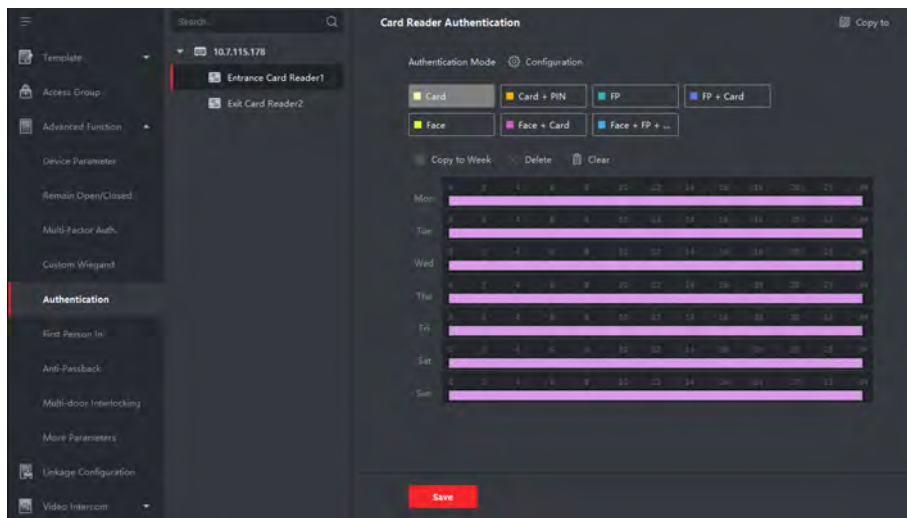 Search...
Template
Access Group
Advanced Function
Device Parameter
Remain Open/Closed
Multi-Factor Auth.
Custom Wiegand
Authentication
First Person In
Anti-Passback
Multi-door Interlocking
More Parameters
Linkage Configuration
Video Intercom
10.7.115.178
Entrance Card Reader1
Exit Card Reader2
Card Reader Authentication
Copy to
Authentication Mode Configuration
Card Card + PIN FP FP + Card
Face Face + Card Face + FP + ...
Copy to Week Delete Clear
Mon
Tue
Wed
Thu
Fri
Sat
Sun
Save